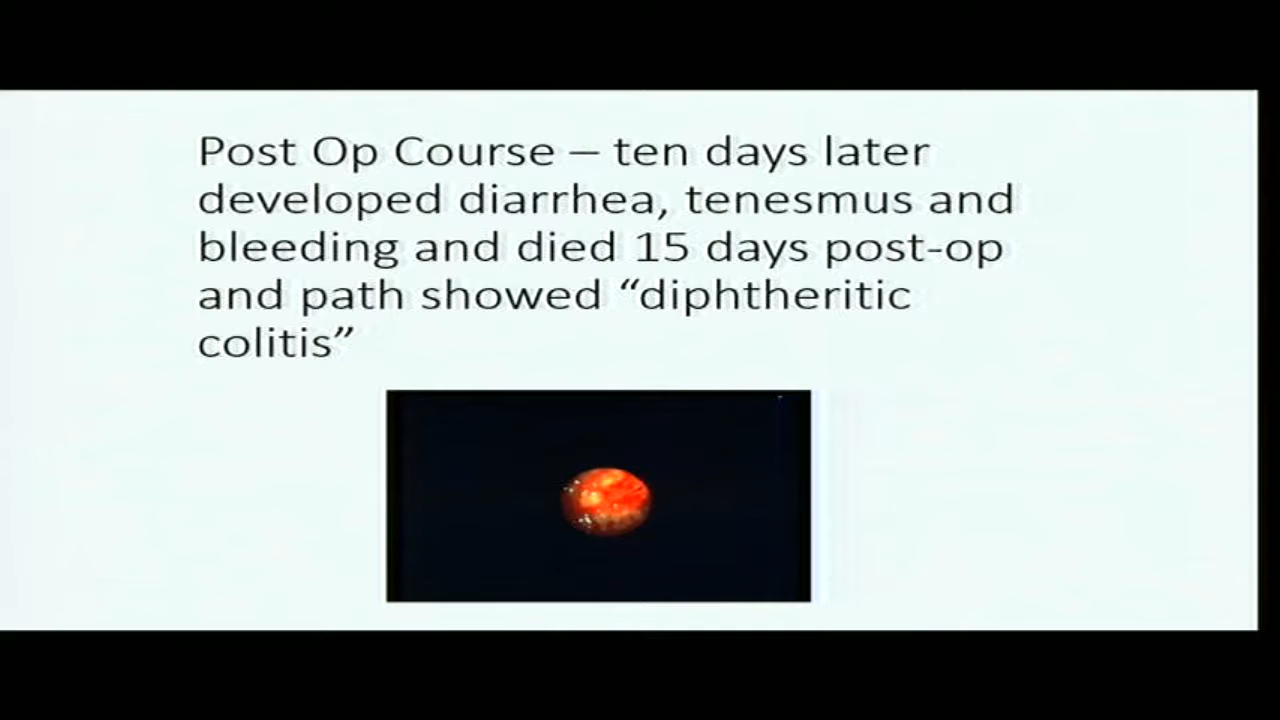 Post Op Course – ten days later
developed diarrhea, tenesmus and
bleeding and died 15 days post-op
and path showed “diphtheritic
colitis”